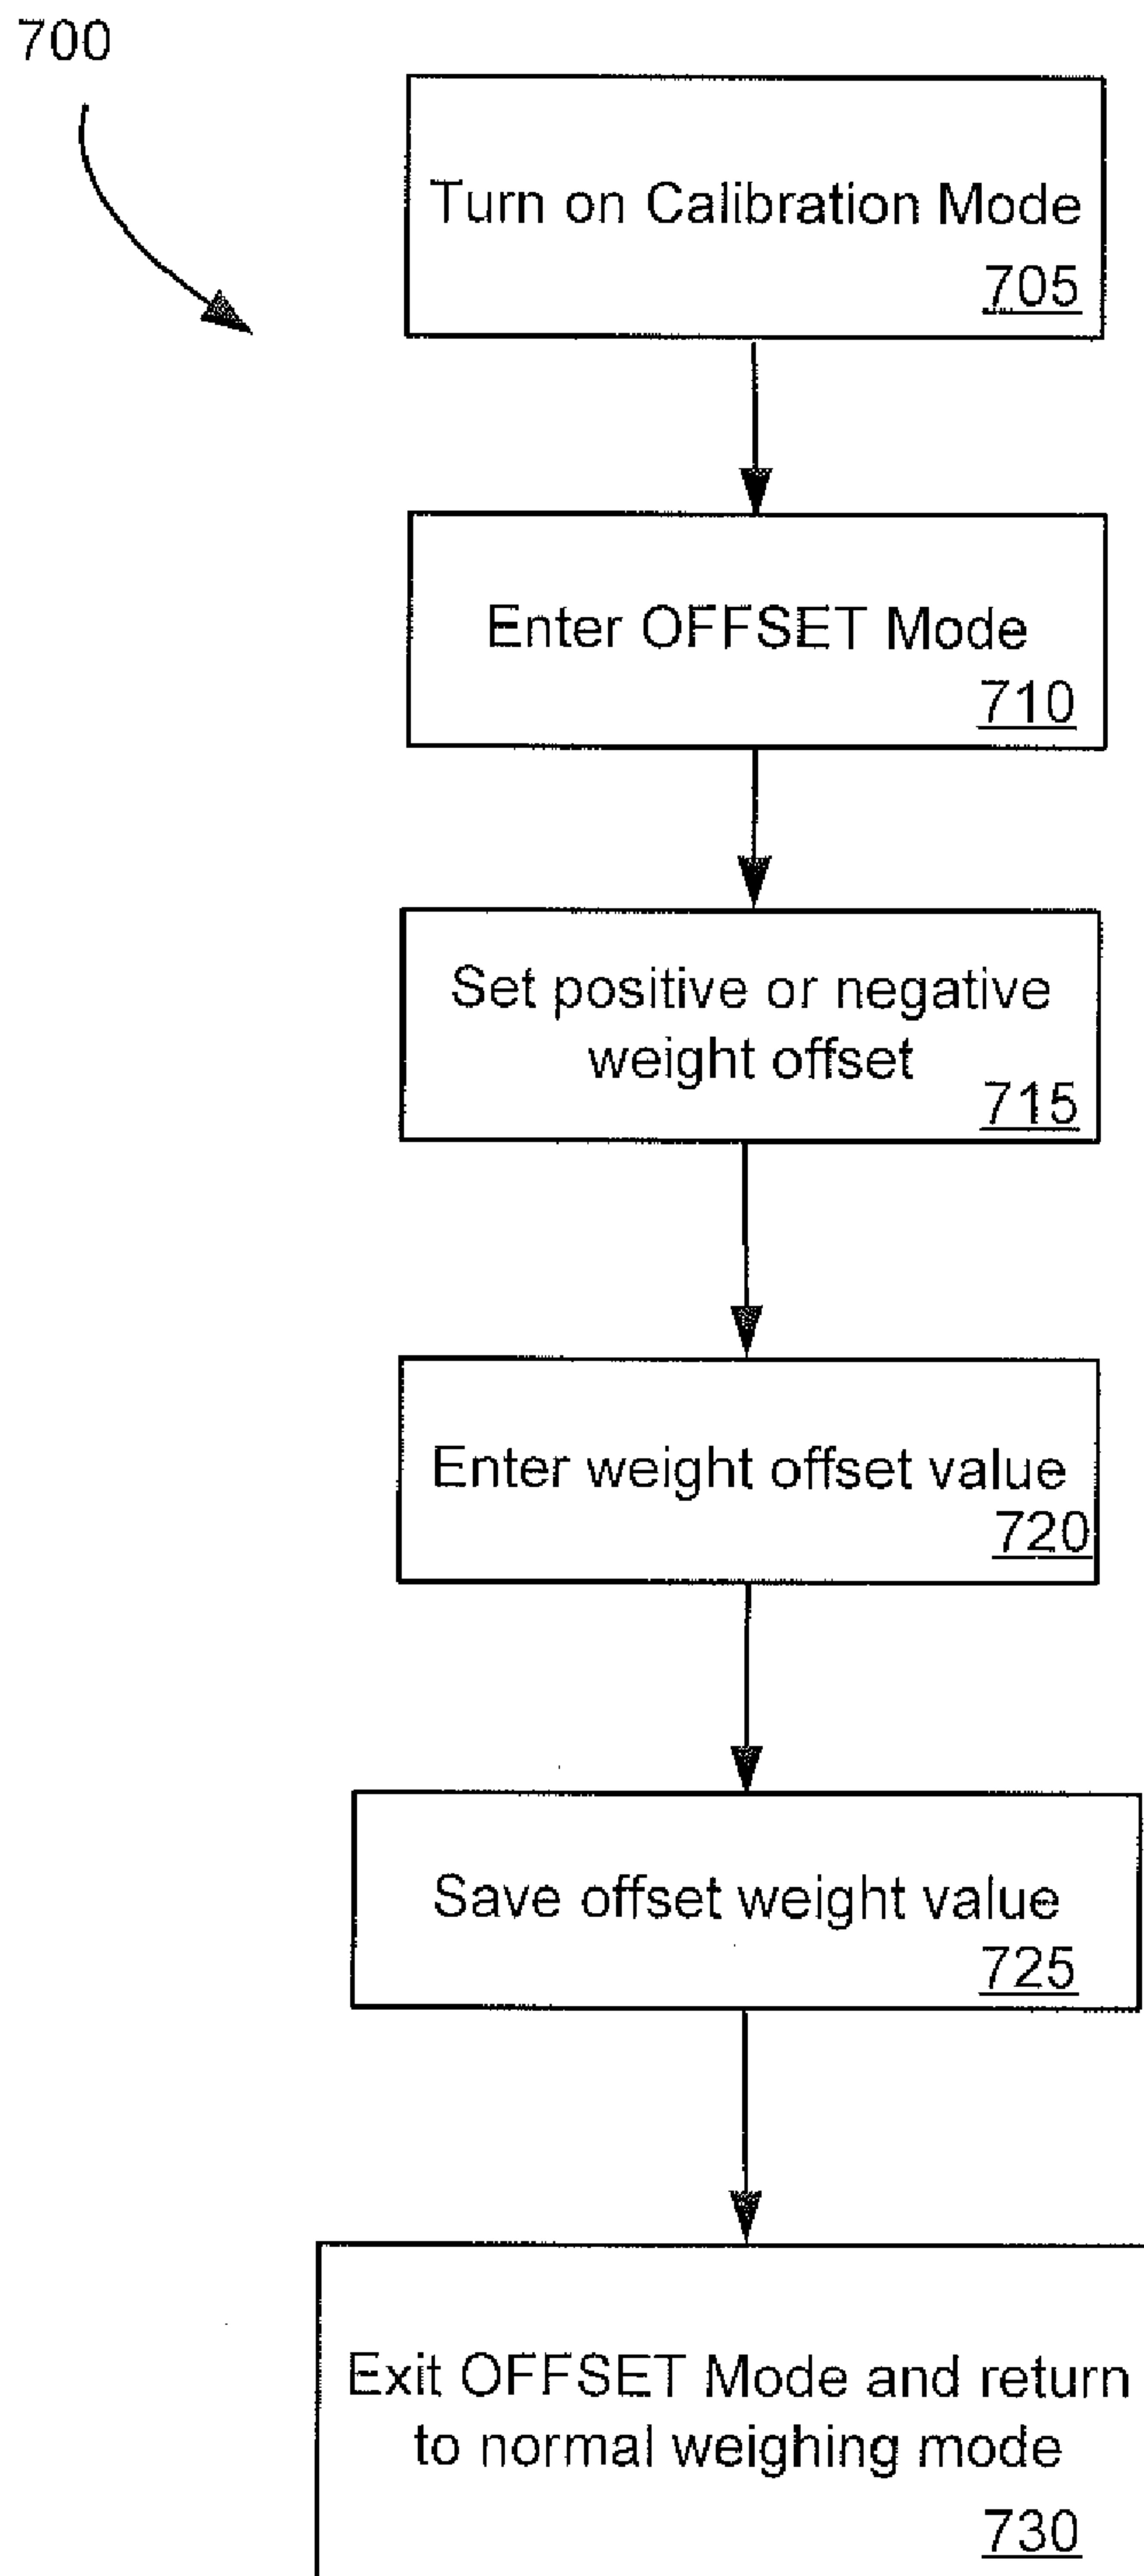 700
Turn on Calibration Mode
705
Enter OFFSET Mode
710
Set positive or negative
weight offset
715
Enter weight offset value
720
Save offset weight value
725
Exit OFFSET Mode and return
to normal weighing mode
730